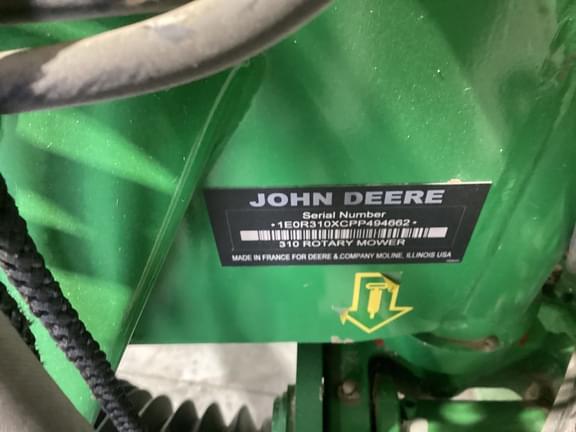 JOHN DEERE
Serial Number
•1E0R310XCPP494662•
310 ROTARY MOWER
MADE IN FRANCE FOR DEERE & COMPANY MOLINE, ILLINOIS USA